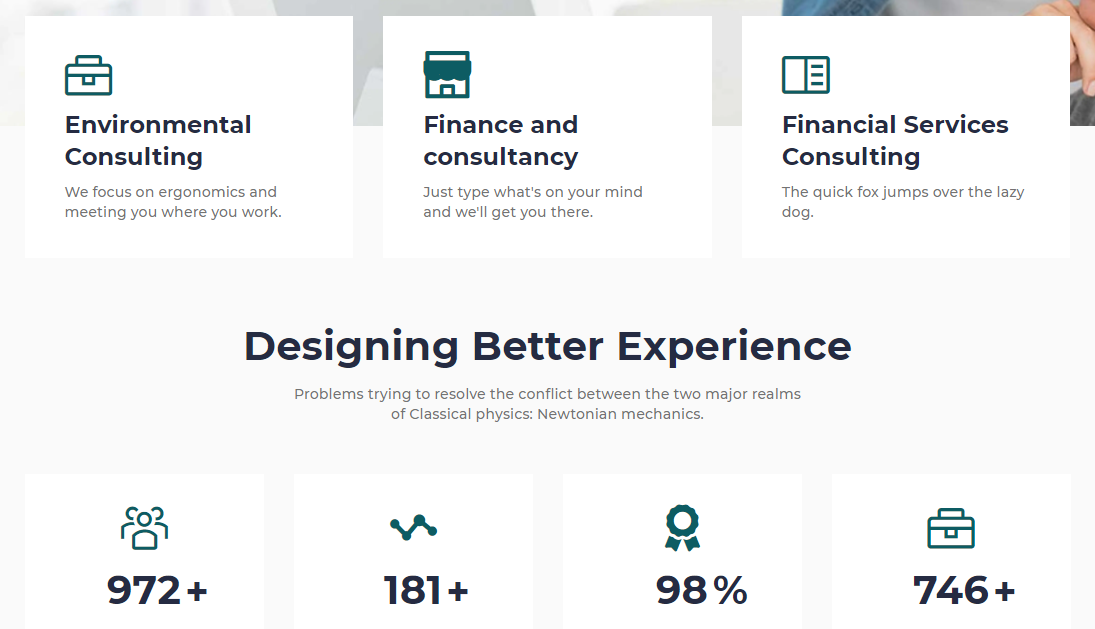 Environmental
Consulting
We focus on ergonomics and
meeting you where you work.
Finance and
consultancy
Just type what's on your mind
and we'll get you there.
Financial Services
Consulting
The quick fox jumps over the lazy
dog.
Designing Better Experience
Problems trying to resolve the conflict between the two major realms
of Classical physics: Newtonian mechanics.
972+
181+
98%
746+